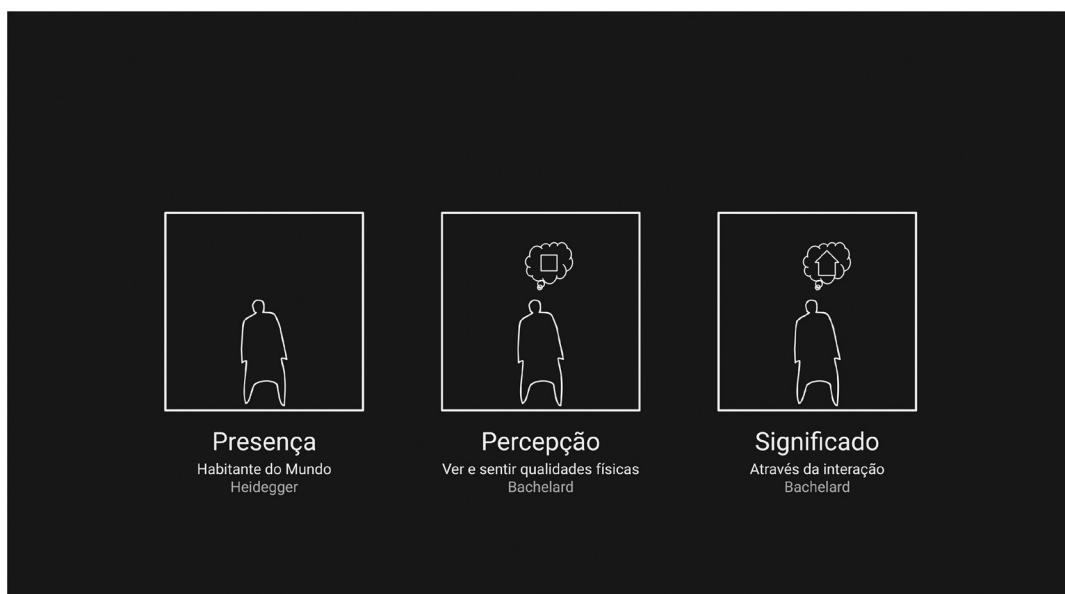 Presença
Habitante do Mundo
Heidegger
Percepção
Ver e sentir qualidades físicas
Bachelard
Significado
Através da interação
Bachelard